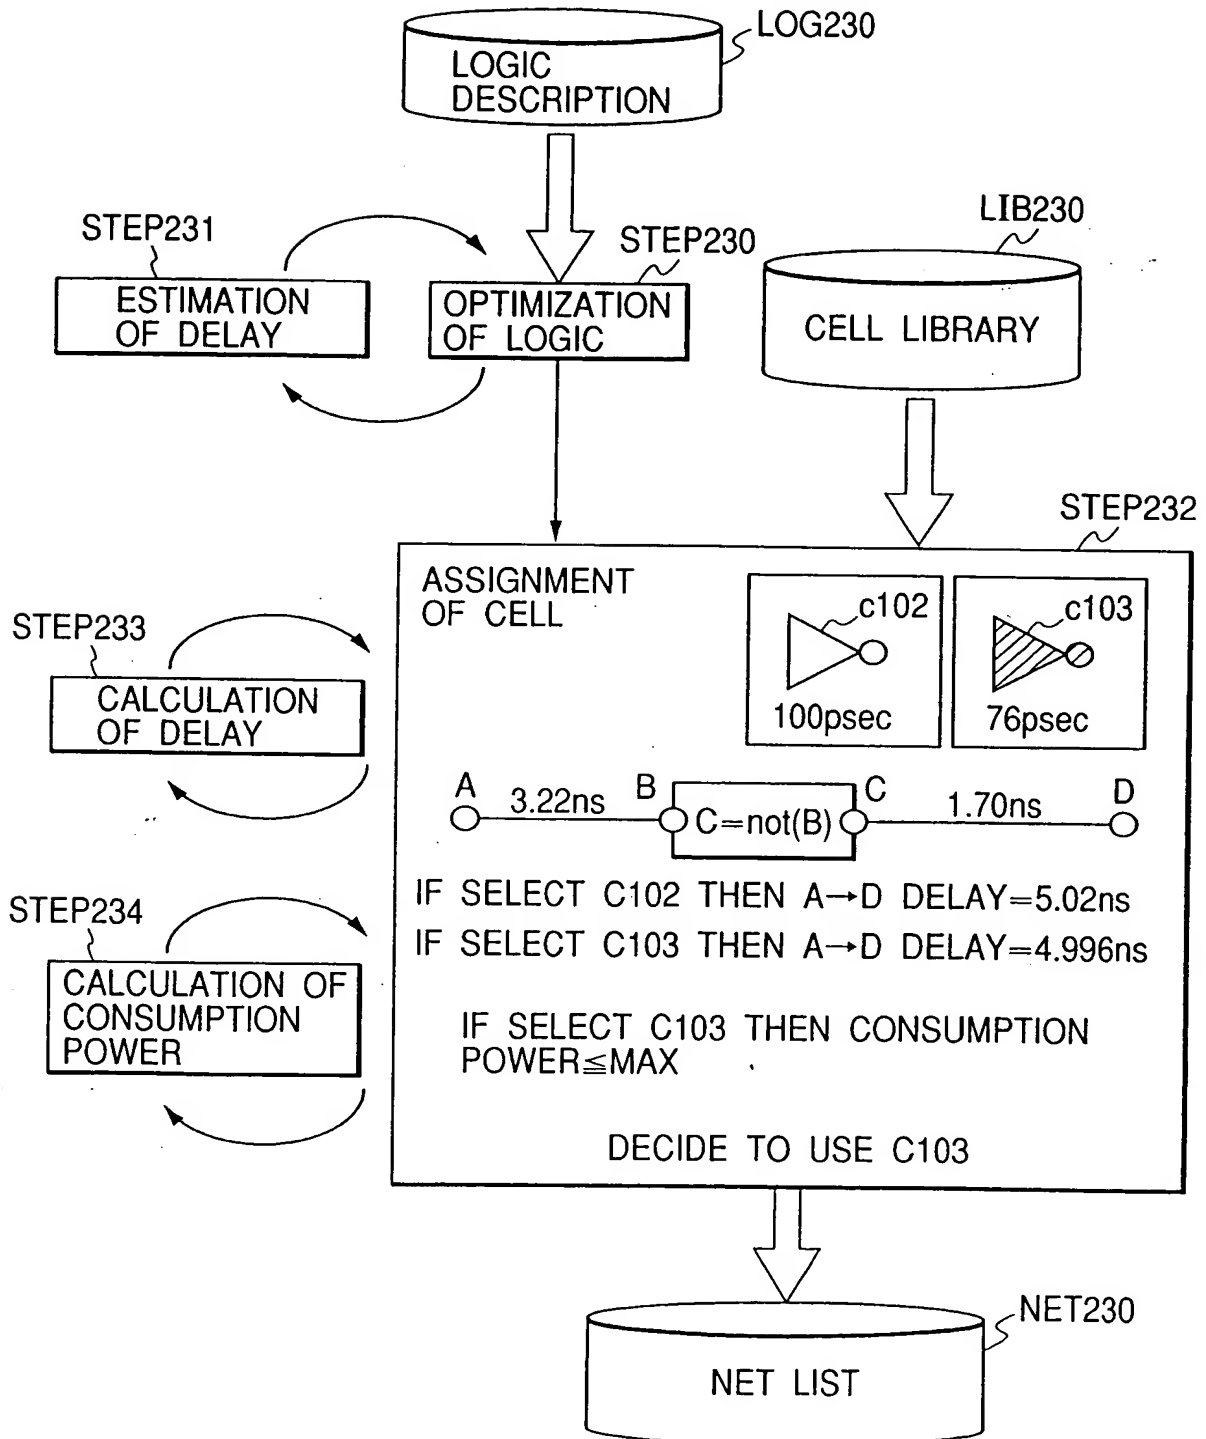 LOG230
LOGIC
DESCRIPTION
STEP231
STEP230
LIB230
ESTIMATION
OF DELAY
OPTIMIZATION
OF LOGIC
CELL LIBRARY
STEP232
ASSIGNMENT
OF CELL
c102
100psec
c103
76psec
STEP233
CALCULATION
OF DELAY
A 3.22ns B C=not(B) C 1.70ns D
IF SELECT C102 THEN A→D DELAY=5.02ns
IF SELECT C103 THEN A→D DELAY=4.996ns
STEP234
CALCULATION OF
CONSUMPTION
POWER
IF SELECT C103 THEN CONSUMPTION
POWER≦MAX
DECIDE TO USE C103
NET230
NET LIST